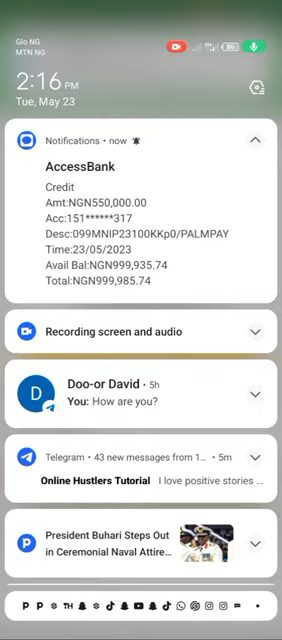 Glo NG
MTN NG
2:16 PM
Tue, May 23
Notifications • now
AccessBank
Credit
Amt:NGN550,000.00
Acc:151******317
Desc:099MNIP23100KKp0/PALMPAY
Time:23/05/2023
Avail Bal:NGN999,935.74
Total:NGN999,985.74
Recording screen and audio
D
Doo-or David • 5h
You: How are you?
Telegram • 43 new messages from 1... • 5m
Online Hustlers Tutorial I love positive stories ...
President Buhari Steps Out
in Ceremonial Naval Attire...